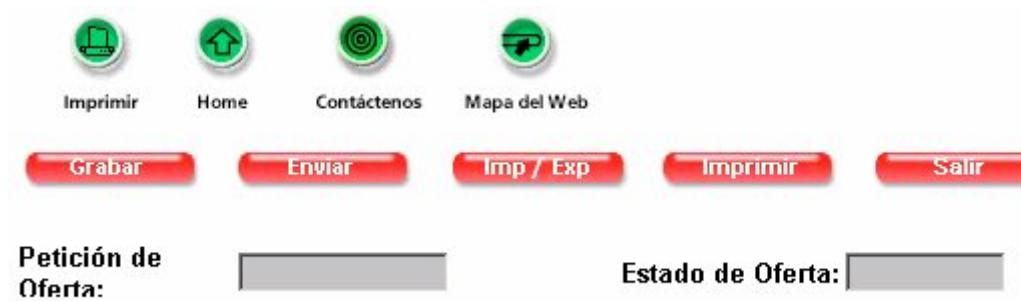 Imprimir Home Contáctenos Mapa del Web
Grabar Enviar Imp / Exp Imprimir Salir
Petición de
Oferta: Estado de Oferta: